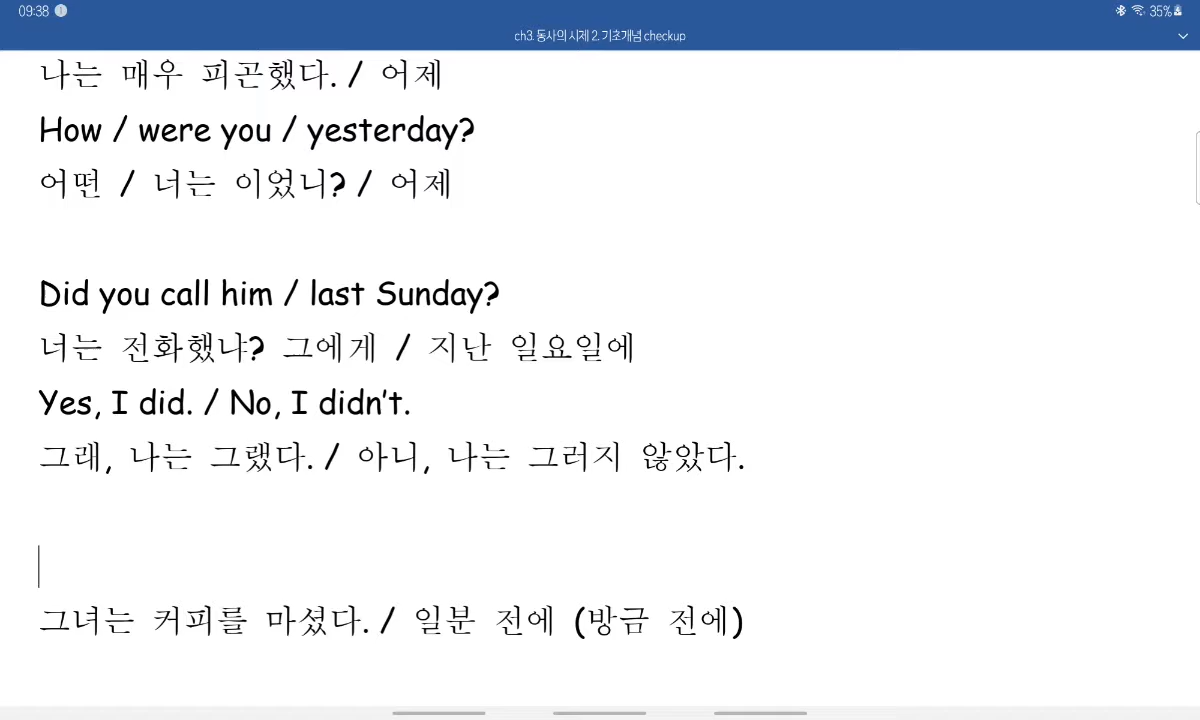 09:38
35%
ch3. 동사의 시제 2. 기초개념 checkup
나는 매우 피곤했다. / 어제
How / were you / yesterday?
어떤 / 너는 이었니? / 어제
Did you call him / last Sunday?
너는 전화했냐? 그에게 / 지난 일요일에
Yes, I did. / No, I didn't.
그래, 나는 그랬다. / 아니, 나는 그러지 않았다.
그녀는 커피를 마셨다. / 일분 전에 (방금 전에)